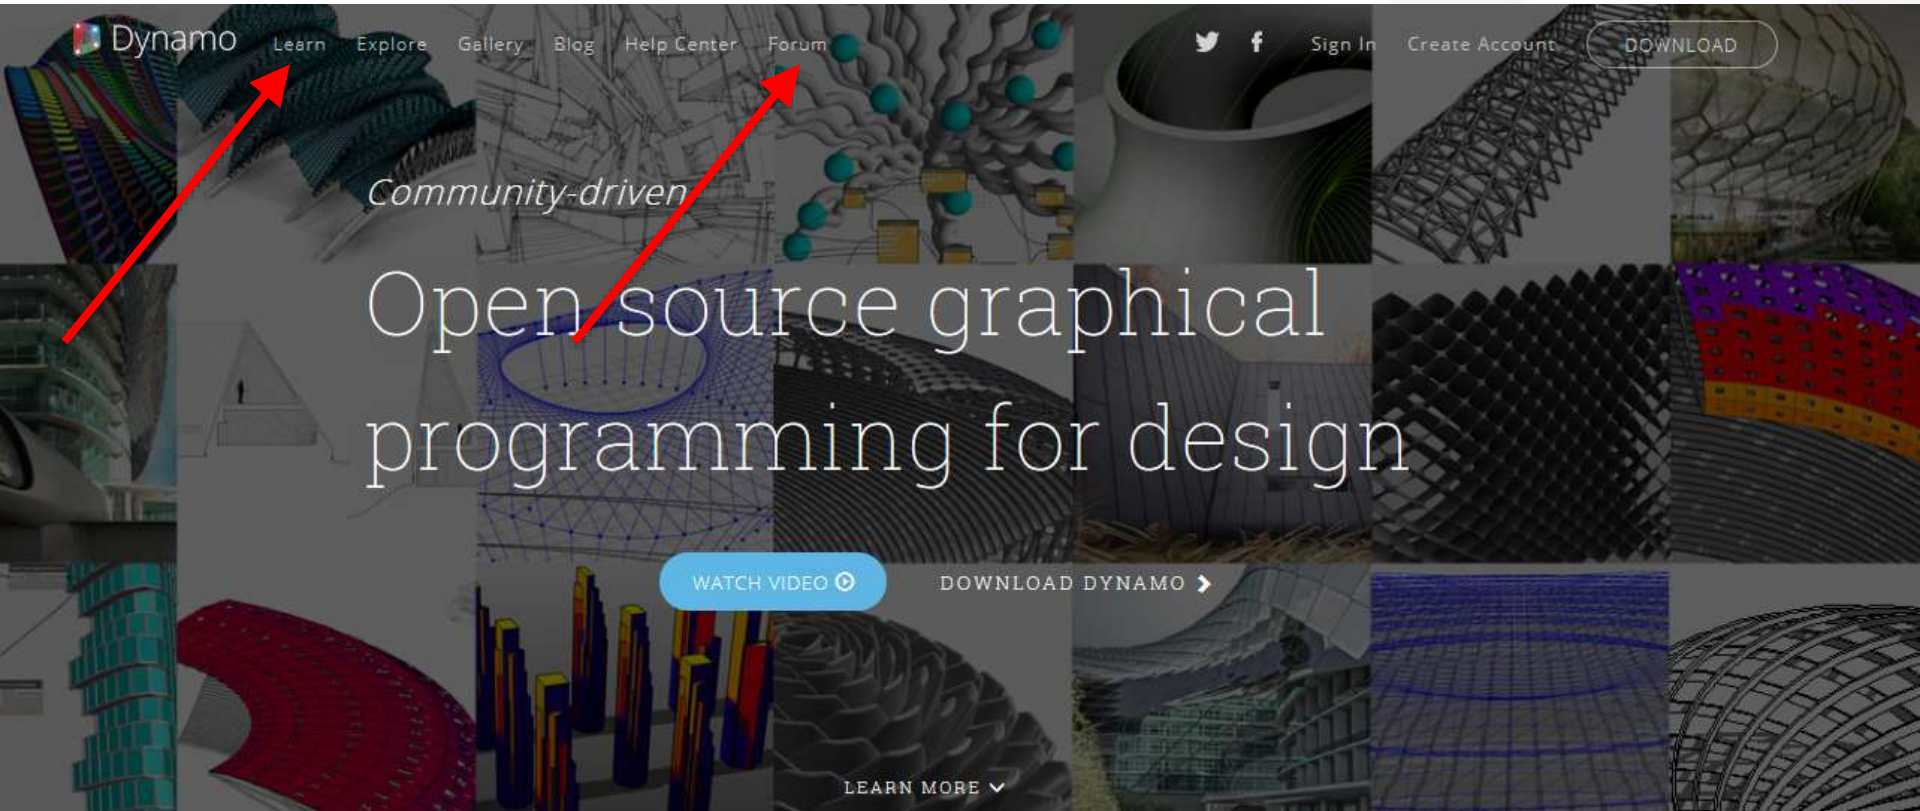 Dynamo Learn Explore Gallery Blog Help Center Forum Sign In Create Account DOWNLOAD
Community-driven
Open source graphical
programming for design
WATCH VIDEO DOWNLOAD DYNAMO
LEARN MORE